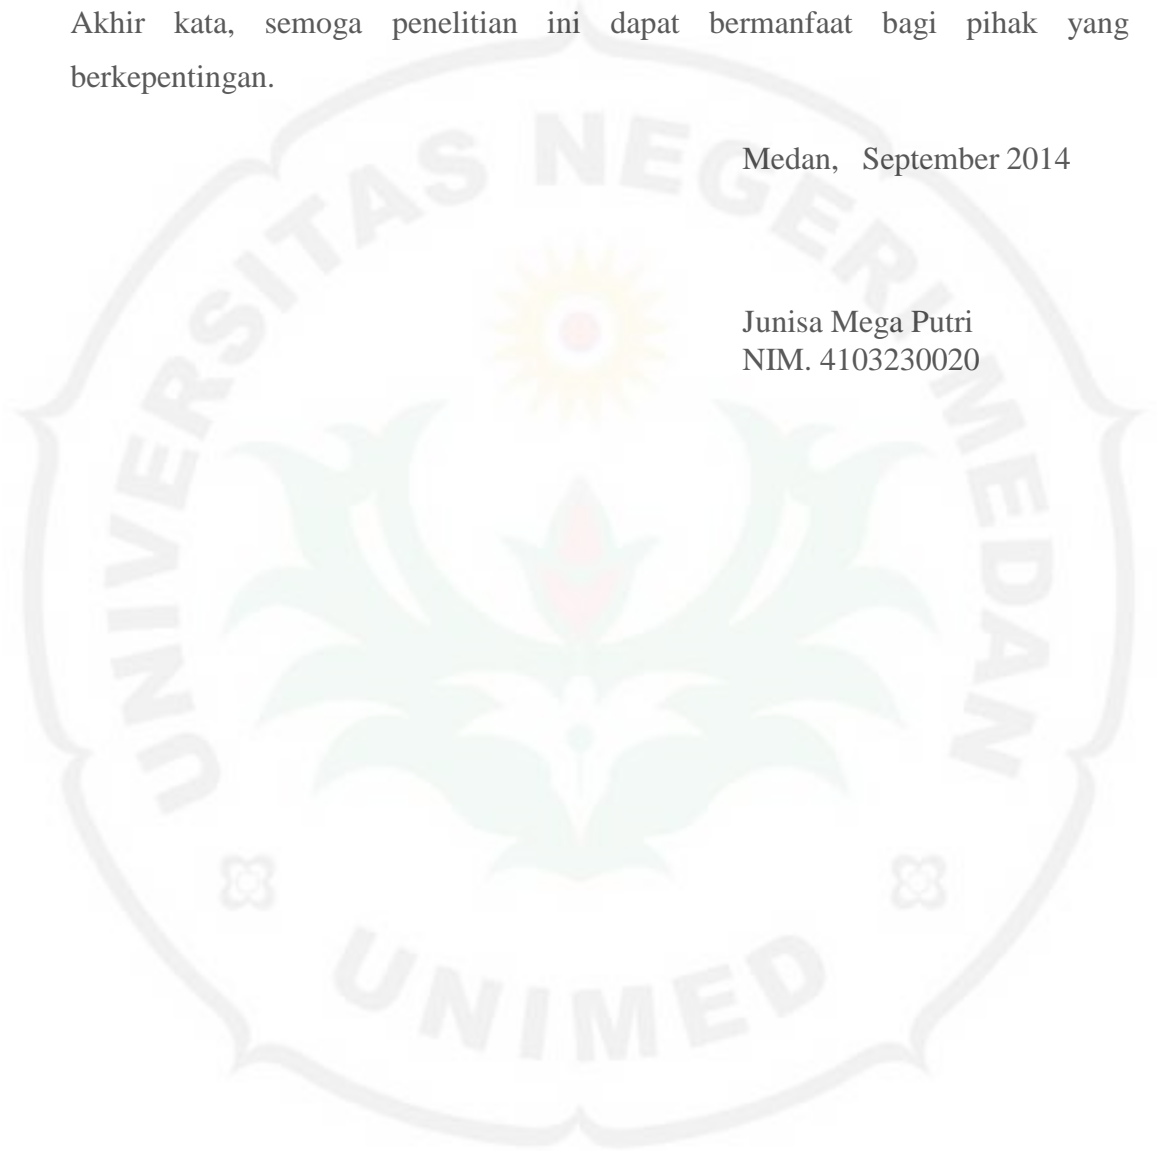 Akhir kata, semoga penelitian ini dapat bermanfaat bagi pihak yang
berkepentingan.
Medan, September 2014
Junisa Mega Putri
NIM. 4103230020
UNIVERSITAS NEGERI MEDAN
UNIMED